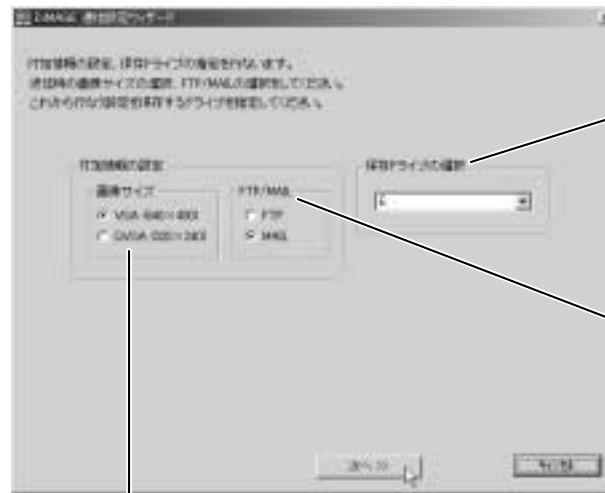 付加情報の設定、保存ドライブの指定を行ないます。
送信時の画像サイズの選択、FTP/MAILの選択をしてください。
これから行なう設定を保存するドライブを指定してください。
付加情報の設定
保存ドライブの選択
画像サイズ
FTP/MAIL
VGA (640×480)
FTP
QVGA (320×240)
MAIL
次へ >>